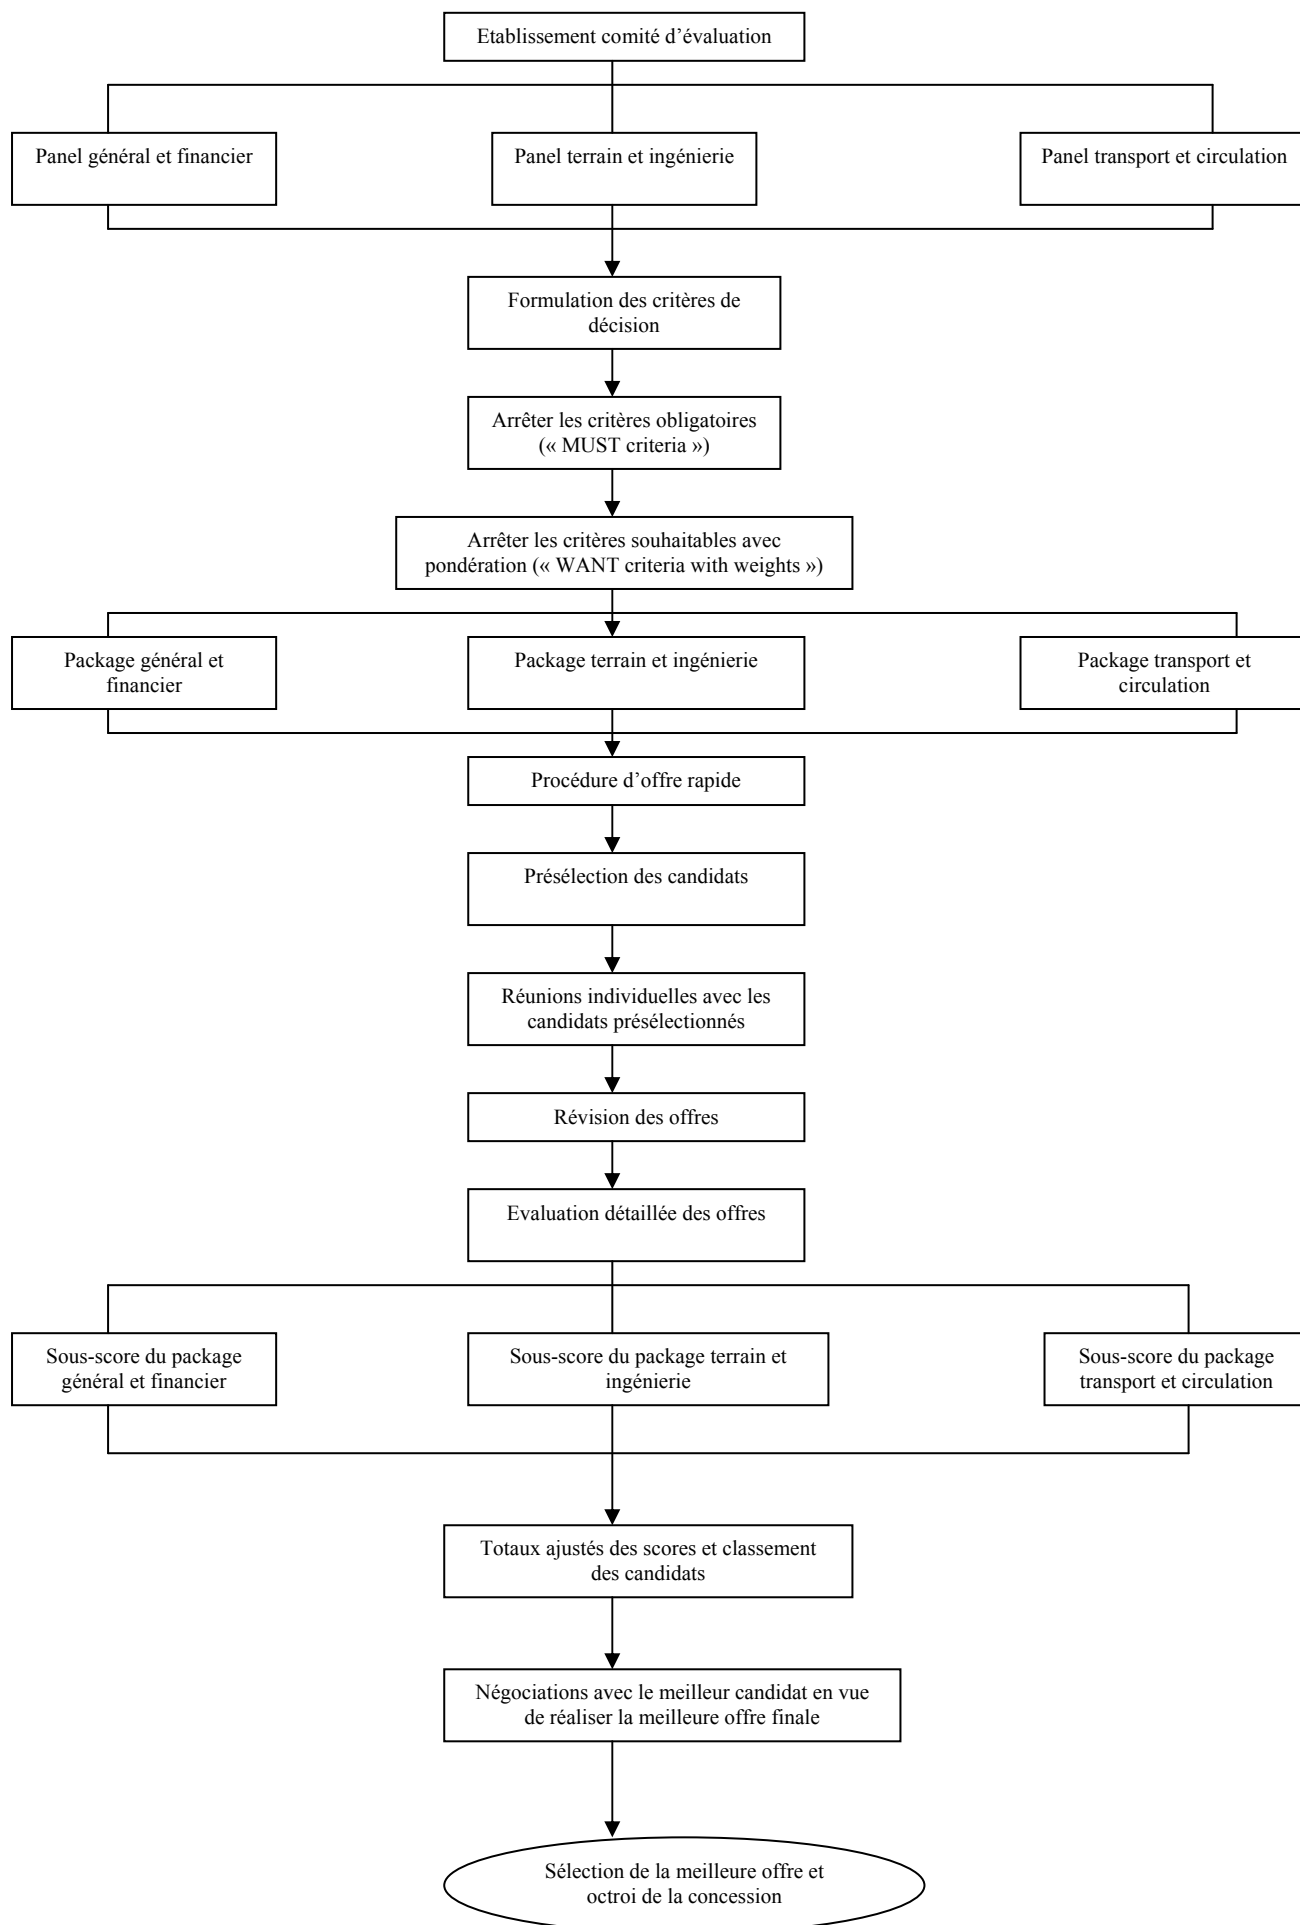 Etablissement comité d’évaluation
Panel général et financier
Panel terrain et ingénierie
Panel transport et circulation
Formulation des critères de
décision
Arrêter les critères obligatoires
(« MUST criteria »)
Arrêter les critères souhaitables avec
pondération (« WANT criteria with weights »)
Package général et
financier
Package terrain et ingénierie
Package transport et
circulation
Procédure d’offre rapide
Présélection des candidats
Réunions individuelles avec les
candidats présélectionnés
Révision des offres
Evaluation détaillée des offres
Sous-score du package
général et financier
Sous-score du package terrain et
ingénierie
Sous-score du package
transport et circulation
Totaux ajustés des scores et classement
des candidats
Négociations avec le meilleur candidat en vue
de réaliser la meilleure offre finale
Sélection de la meilleure offre et
octroi de la concession